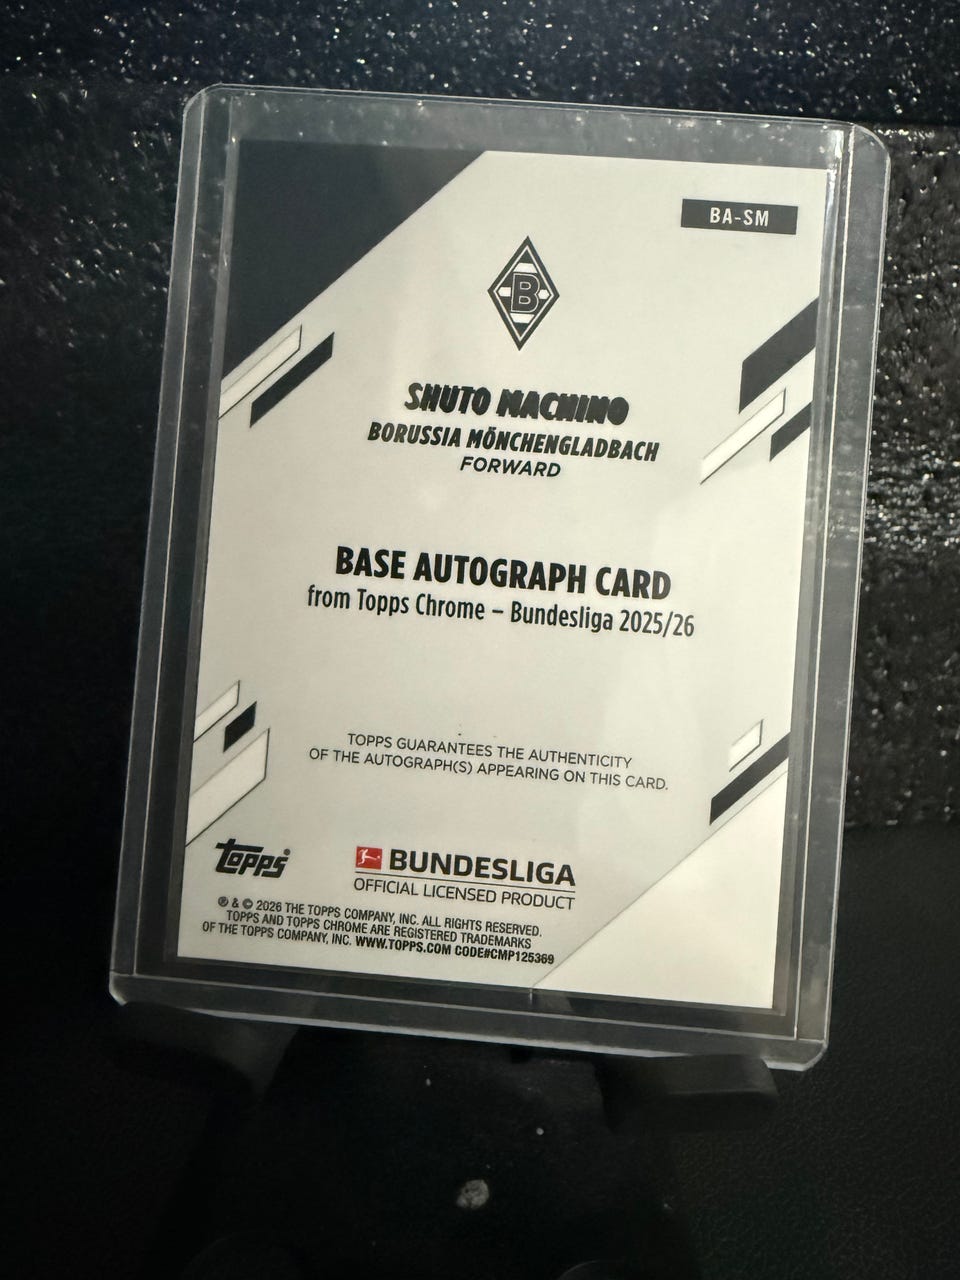 BA-SM
B
SHUTO MACHINO
BORUSSIA MÖNCHENGLADBACH
FORWARD
BASE AUTOGRAPH CARD
from Topps Chrome – Bundesliga 2025/26
TOPPS GUARANTEES THE AUTHENTICITY
OF THE AUTOGRAPH(S) APPEARING ON THIS CARD.
topps®
BUNDESLIGA
OFFICIAL LICENSED PRODUCT
® & © 2026 THE TOPPS COMPANY, INC. ALL RIGHTS RESERVED.
TOPPS AND TOPPS CHROME ARE REGISTERED TRADEMARKS
OF THE TOPPS COMPANY, INC. WWW.TOPPS.COM CODE#CMP125369